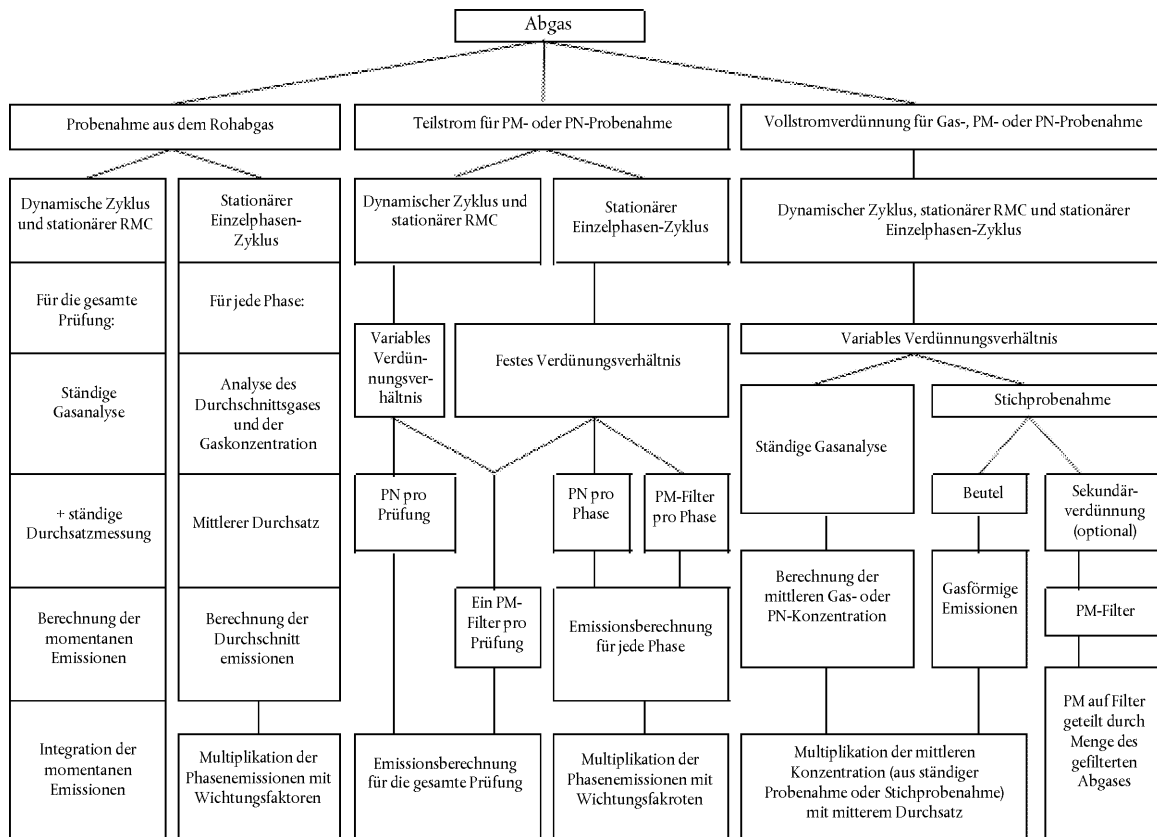 Abgas
Probenahme aus dem Rohabgas
Teilstrom für PM- oder PN-Probenahme
Vollstromverdünnung für Gas-, PM- oder PN-Probenahme
Dynamische Zyklus
und stationärer RMC
Stationärer
Einzelphasen-
Zyklus
Dynamischer Zyklus und
stationärer RMC
Stationärer
Einzelphasen-Zyklus
Dynamischer Zyklus, stationärer RMC und stationärer
Einzelphasen-Zyklus
Für die gesamte
Prüfung:
Für jede Phase:
Variables
Verdün-
nungsver-
hältnis
Festes Verdünungsverhältnis
Variables Verdünnungsverhältnis
Ständige
Gasanalyse
Analyse des
Durchschnittsgases
und der
Gaskonzentration
Ständige Gasanalyse
Stichprobenahme
+ ständige
Durchsatzmessung
Mittlerer Durchsatz
PN pro
Prüfung
PN pro
Phase
PM-Filter
pro Phase
Beutel
Sekundär-
verdünnung
(optional)
Berechnung der
momentanen
Emissionen
Berechnung der
Durchschnitt
emissionen
Ein PM-
Filter pro
Prüfung
Emissionsberechnung
für jede Phase
Berechnung der
mittleren Gas- oder
PN-Konzentration
Gasförmige
Emissionen
PM-Filter
Integration der
momentanen
Emissionen
Multiplikation der
Phasenemissionen mit
Wichtungsfaktoren
Emissionsberechnung
für die gesamte Prüfung
Multiplikation der
Phasenemissionen mit
Wichtungsfakroten
Multiplikation der mittleren
Konzentration (aus ständiger
Probenahme oder Stichprobenahme)
mit mitterem Durchsatz
PM auf Filter
geteilt durch
Menge des
gefilterten
Abgases